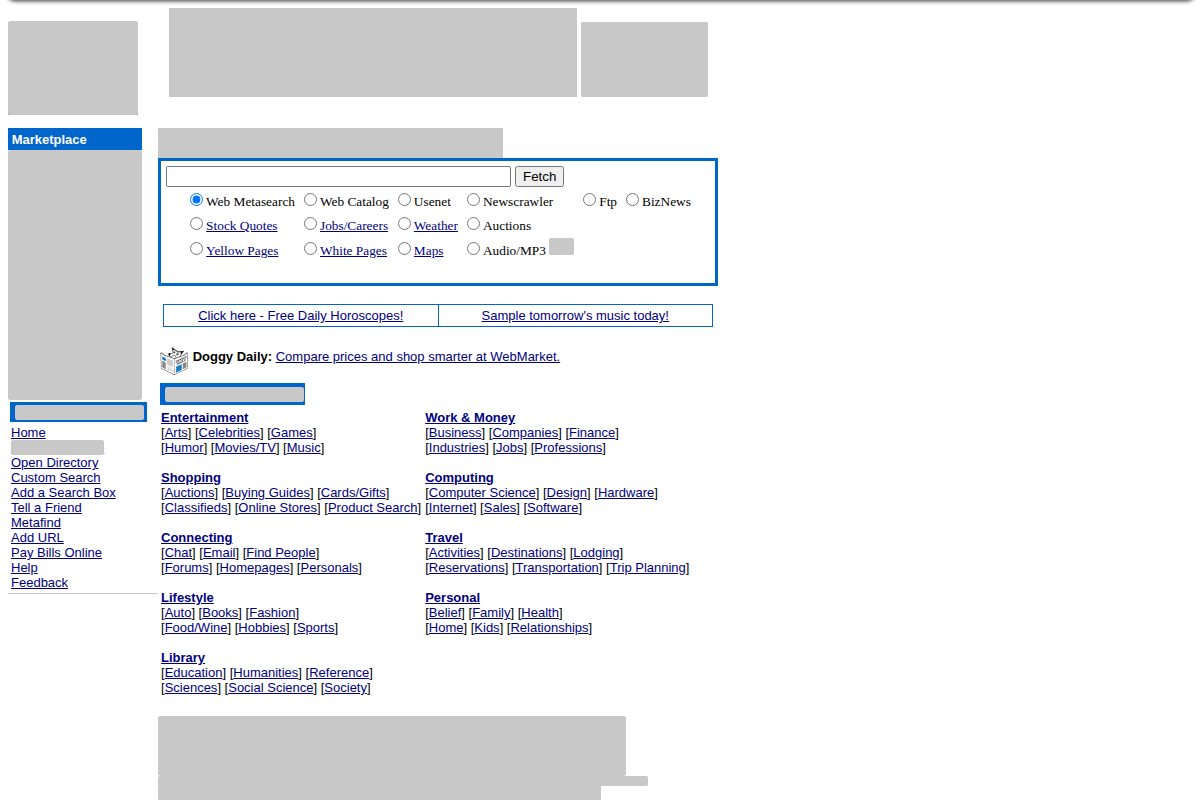 Marketplace
Fetch
Web Metasearch Web Catalog Usenet Newscrawler Ftp BizNews
Stock Quotes Jobs/Careers Weather Auctions
Yellow Pages White Pages Maps Audio/MP3
Click here - Free Daily Horoscopes! Sample tomorrow's music today!
Doggy Daily: Compare prices and shop smarter at WebMarket.
Home
Open Directory
Custom Search
Add a Search Box
Tell a Friend
Metafind
Add URL
Pay Bills Online
Help
Feedback
Entertainment
[Arts] [Celebrities] [Games]
[Humor] [Movies/TV] [Music]
Work & Money
[Business] [Companies] [Finance]
[Industries] [Jobs] [Professions]
Shopping
[Auctions] [Buying Guides] [Cards/Gifts]
[Classifieds] [Online Stores] [Product Search]
Computing
[Computer Science] [Design] [Hardware]
[Internet] [Sales] [Software]
Connecting
[Chat] [Email] [Find People]
[Forums] [Homepages] [Personals]
Travel
[Activities] [Destinations] [Lodging]
[Reservations] [Transportation] [Trip Planning]
Lifestyle
[Auto] [Books] [Fashion]
[Food/Wine] [Hobbies] [Sports]
Personal
[Belief] [Family] [Health]
[Home] [Kids] [Relationships]
Library
[Education] [Humanities] [Reference]
[Sciences] [Social Science] [Society]